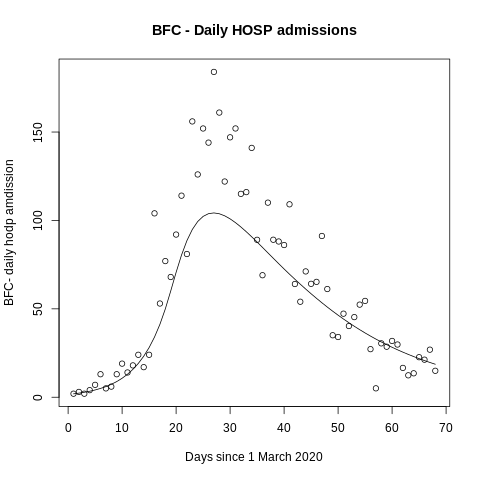 BFC - Daily HOSP admissions
BFC- daily hodp amdission
150
100
50
0
0 10 20 30 40 50 60 70
Days since 1 March 2020